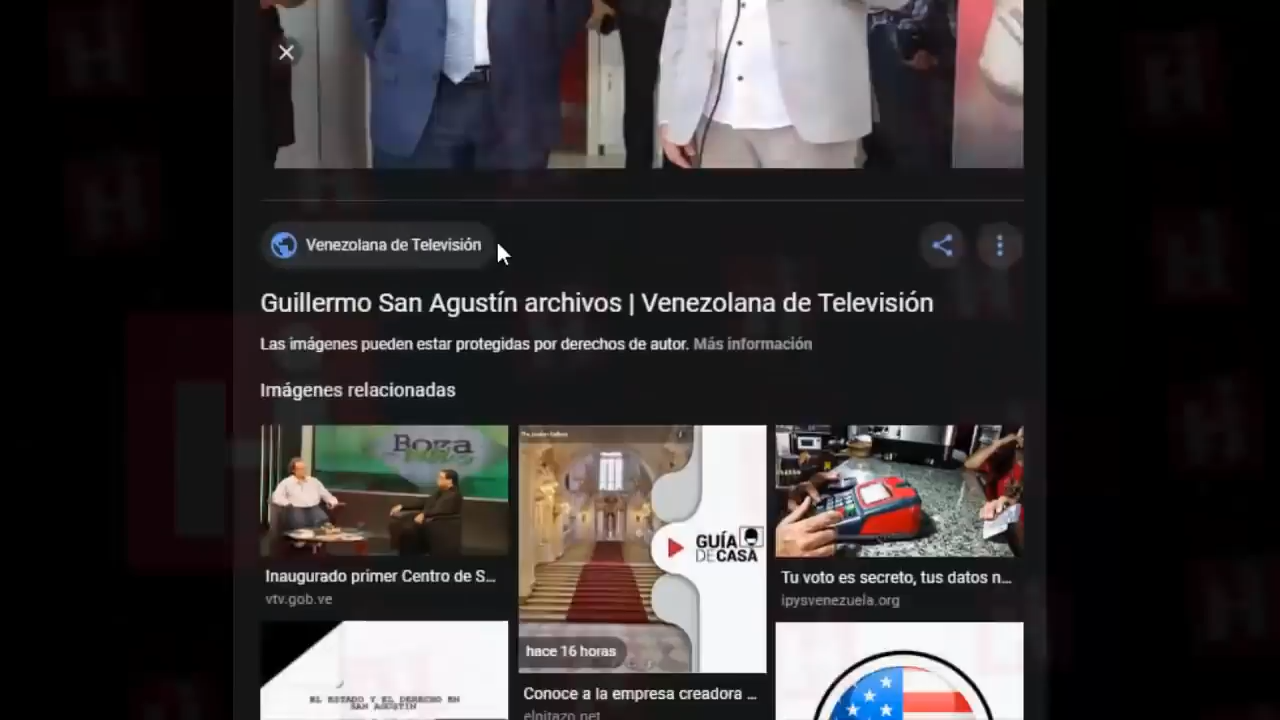 Venezolana de Televisión
Guillermo San Agustín archivos | Venezolana de Televisión
Las imágenes pueden estar protegidas por derechos de autor. Más información
Imágenes relacionadas
Boza
GUÍA
DE CASA
hace 16 horas
Inaugurado primer Centro de S...
vtv.gob.ve
Tu voto es secreto, tus datos n...
ipysvenezuela.org
EL ESTADO Y EL DERECHO EN
SAN AGUSTIN
Conoce a la empresa creadora ...
elpitazo.net